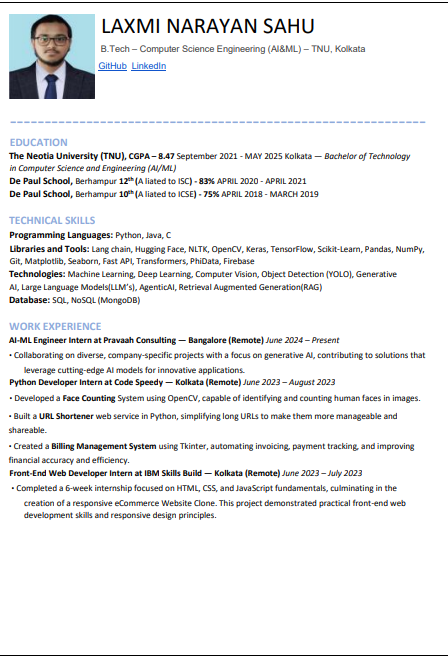 LAXMI NARAYAN SAHU
B.Tech – Computer Science Engineering (AI&ML) – TNU, Kolkata
GitHub LinkedIn
EDUCATION
The Neotia University (TNU), CGPA – 8.47 September 2021 - MAY 2025 Kolkata — Bachelor of Technology
in Computer Science and Engineering (AI/ML)
De Paul School, Berhampur 12th (A liated to ISC) - 83% APRIL 2020 - APRIL 2021
De Paul School, Berhampur 10th (A liated to ICSE) - 75% APRIL 2018 - MARCH 2019
TECHNICAL SKILLS
Programming Languages: Python, Java, C
Libraries and Tools: Lang chain, Hugging Face, NLTK, OpenCV, Keras, TensorFlow, Scikit-Learn, Pandas, NumPy,
Git, Matplotlib, Seaborn, Fast API, Transformers, PhiData, Firebase
Technologies: Machine Learning, Deep Learning, Computer Vision, Object Detection (YOLO), Generative
AI, Large Language Models(LLM's), AgenticAI, Retrieval Augmented Generation(RAG)
Database: SQL, NoSQL (MongoDB)
WORK EXPERIENCE
AI-ML Engineer Intern at Pravaah Consulting — Bangalore (Remote) June 2024 – Present
• Collaborating on diverse, company-specific projects with a focus on generative AI, contributing to solutions that
leverage cutting-edge AI models for innovative applications.
Python Developer Intern at Code Speedy — Kolkata (Remote) June 2023 – August 2023
• Developed a Face Counting System using OpenCV, capable of identifying and counting human faces in images.
• Built a URL Shortener web service in Python, simplifying long URLs to make them more manageable and
shareable.
• Created a Billing Management System using Tkinter, automating invoicing, payment tracking, and improving
financial accuracy and efficiency.
Front-End Web Developer Intern at IBM Skills Build — Kolkata (Remote) June 2023 – July 2023
• Completed a 6-week internship focused on HTML, CSS, and JavaScript fundamentals, culminating in the
creation of a responsive eCommerce Website Clone. This project demonstrated practical front-end web
development skills and responsive design principles.